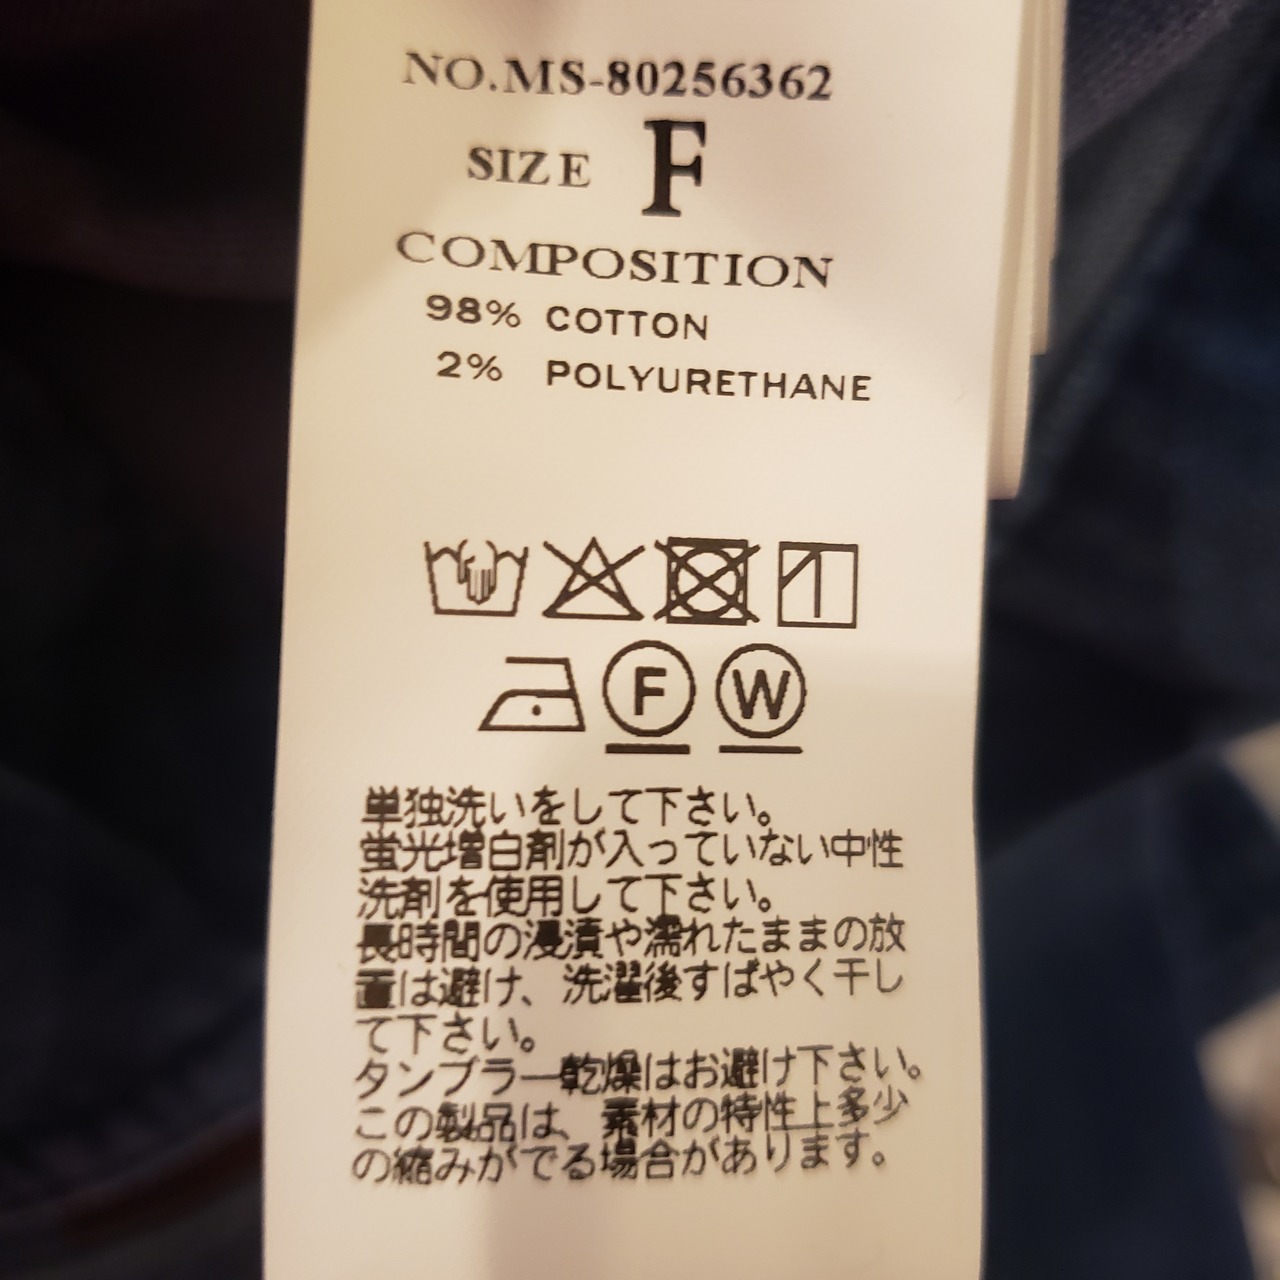 NO.MS-80256362
SIZE F
COMPOSITION
98% COTTON
2% POLYURETHANE
F W
単独洗いをして下さい。
蛍光増白剤が入っていない中性
洗剤を使用して下さい。
長時間の浸漬や濡れたままの放
置は避け、洗濯後すばやく干し
て下さい。
タンブラー乾燥はお避け下さい。
この製品は、素材の特性上多少
の縮みがでる場合があります。